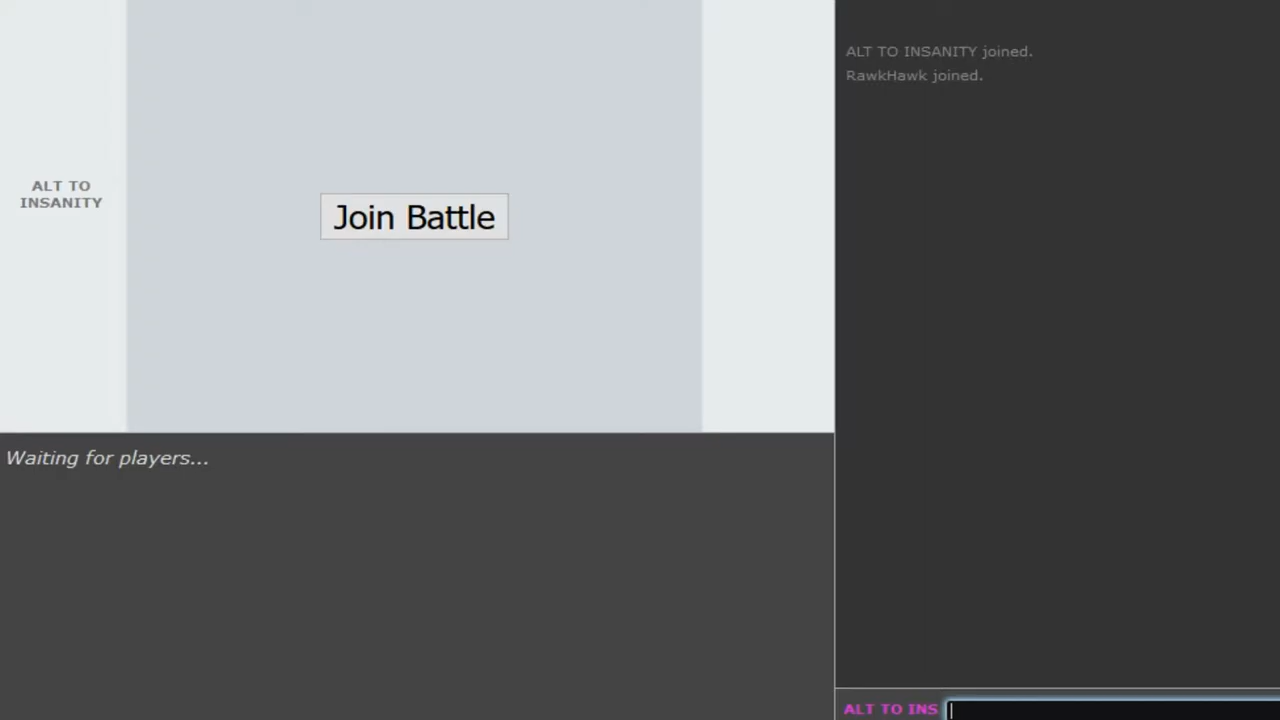 ALT TO
INSANITY
Join Battle
Waiting for players...
ALT TO INSANITY joined.
RawkHawk joined.
ALT TO INS